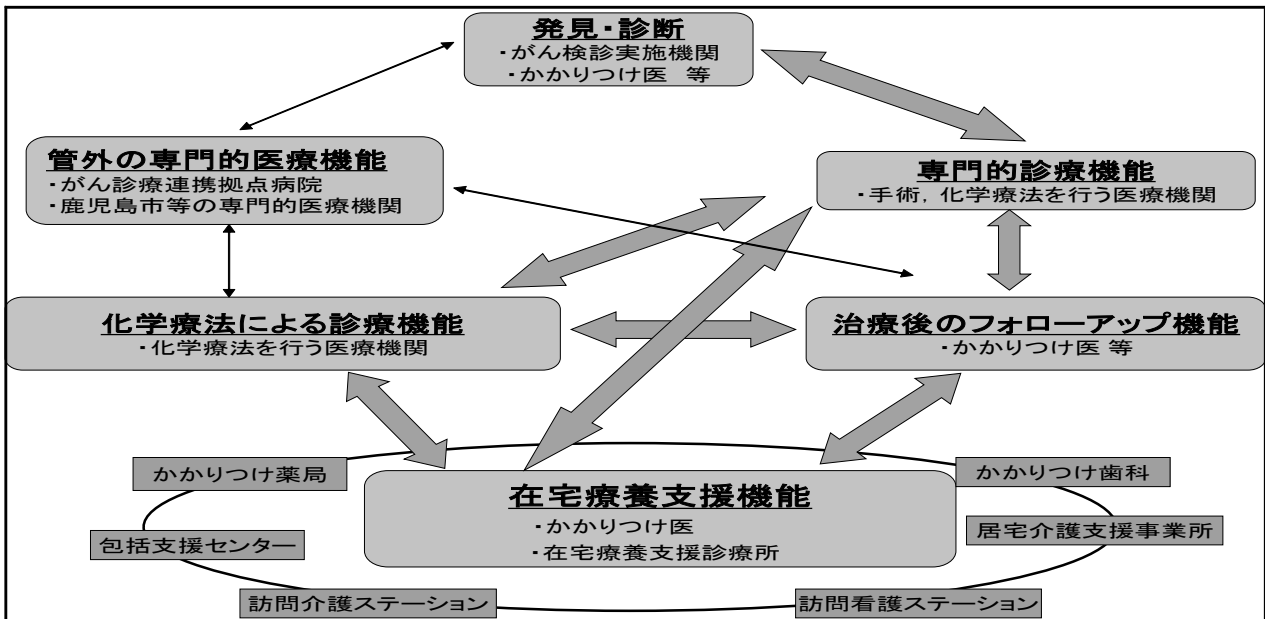 発見・診断
・がん検診実施機関
・かかりつけ医　等
管外の専門的医療機能
・がん診療連携拠点病院
・鹿児島市等の専門的医療機関
専門的診療機能
・手術，化学療法を行う医療機関
化学療法による診療機能
・化学療法を行う医療機関
治療後のフォローアップ機能
・かかりつけ医 等
かかりつけ薬局
かかりつけ歯科
在宅療養支援機能
・かかりつけ医
・在宅療養支援診療所
包括支援センター
居宅介護支援事業所
訪問介護ステーション
訪問看護ステーション